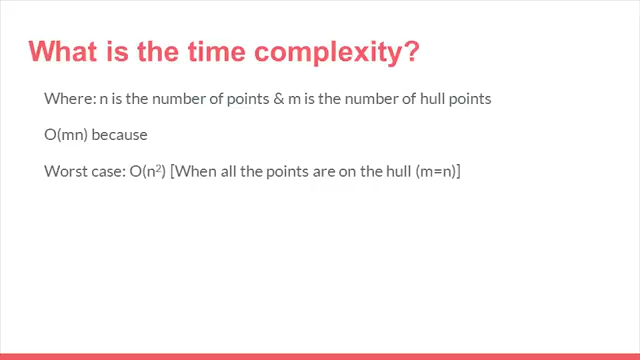 What is the time complexity?
Where: n is the number of points & m is the number of hull points
O(mn) because
Worst case: O(n²) [When all the points are on the hull (m=n)]